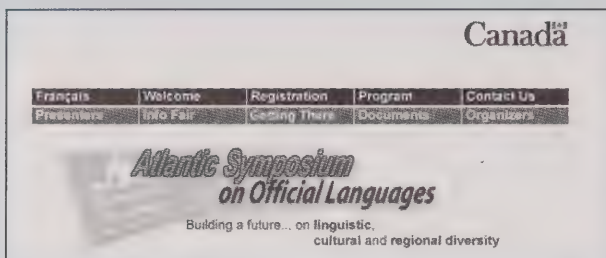 Canada
Français Welcome Registration Program Contact Us
Presenters Info Fair Getting There Documents Organizers
Atlantic Symposium
on Official Languages
Building a future... on linguistic,
cultural and regional diversity